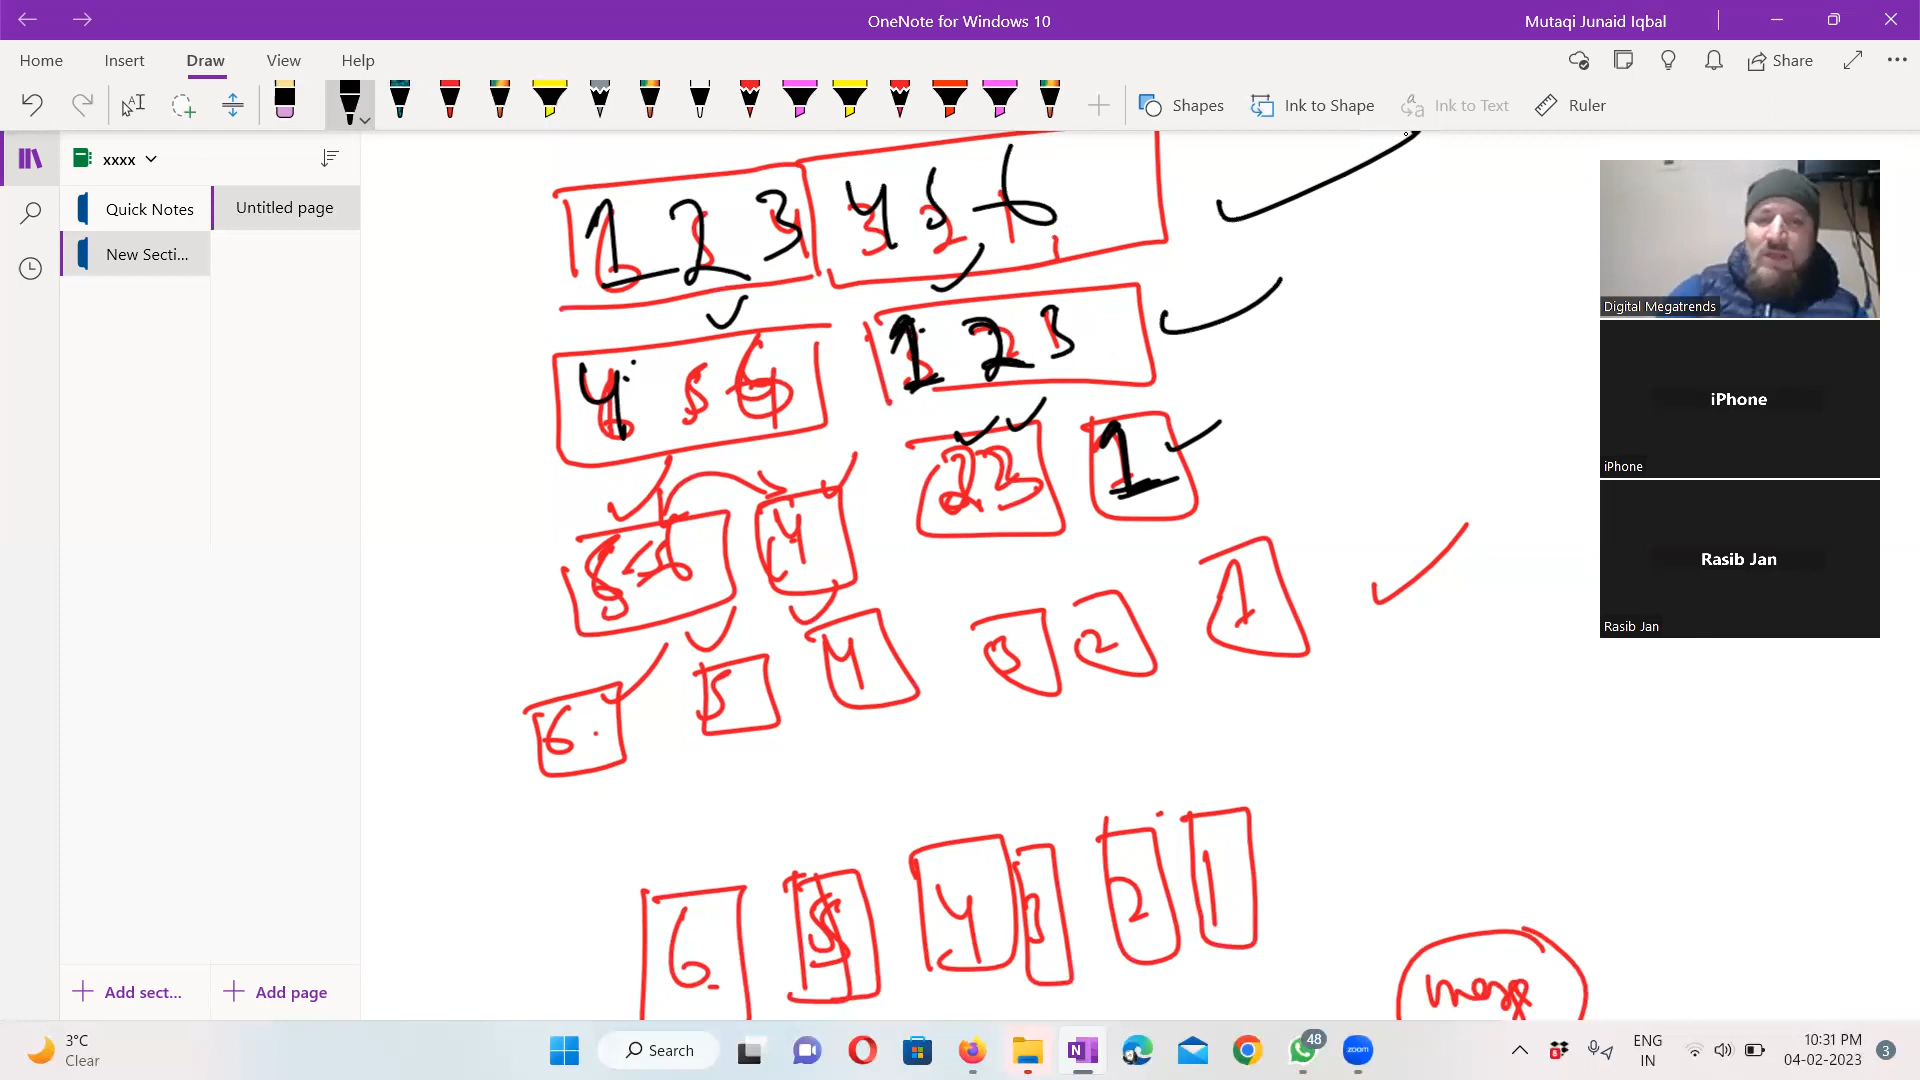 OneNote for Windows 10
Mutaqi Junaid Iqbal
Home Insert Draw View Help
Share
Shapes
Ink to Shape
Ink to Text
Ruler
xxxx
Quick Notes
New Secti...
Untitled page
1 2 3 4 5 6
4 5 6 1 2 3
5 6 4 2 3 1
6 5 4 3 2 1
6 5 4 3 2 1
Digital Megatrends
iPhone
iPhone
Rasib Jan
Rasib Jan
Add sect...
Add page
3°C
Clear
Search
48
zoom
ENG
IN
10:31 PM
04-02-2023
3